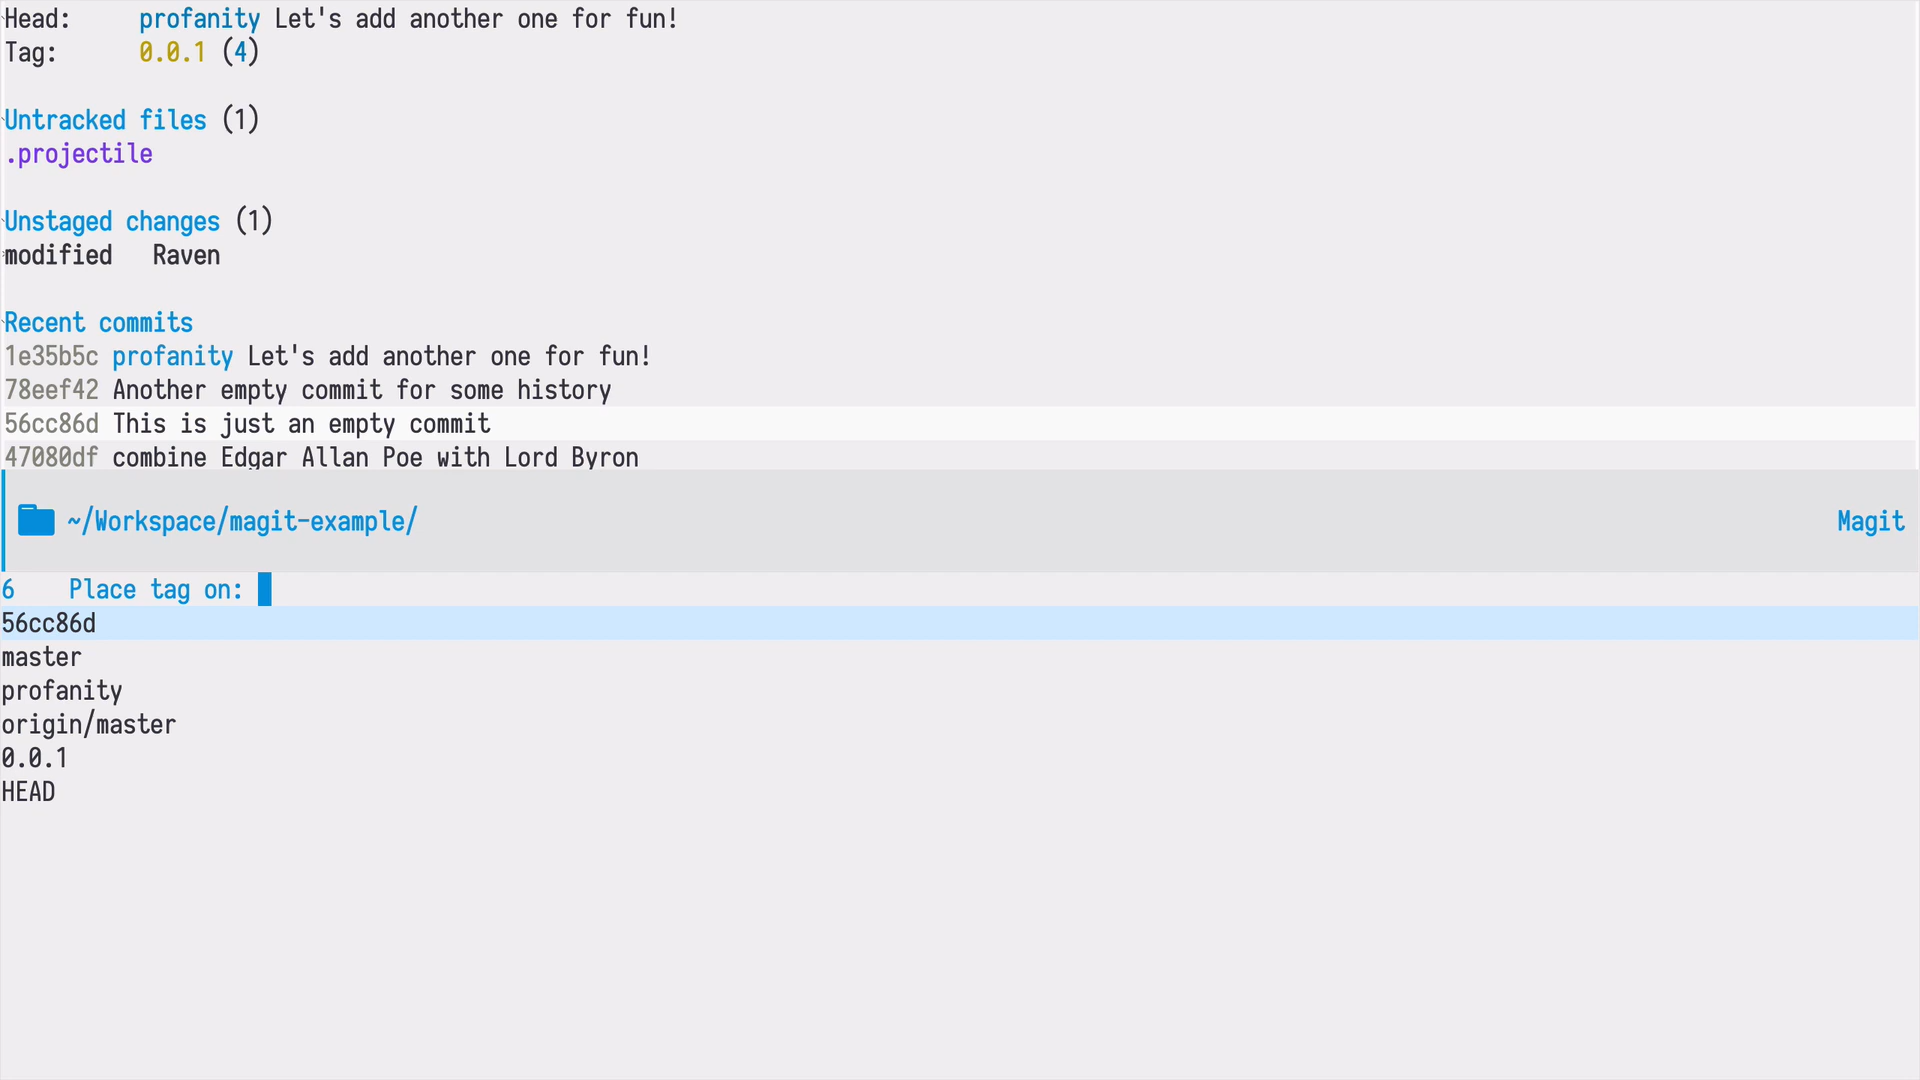 Head:     profanity Let's add another one for fun!
Tag:      0.0.1 (4)
Untracked files (1)
.projectile
Unstaged changes (1)
modified   Raven
Recent commits
1e35b5c profanity Let's add another one for fun!
78eef42 Another empty commit for some history
56cc86d This is just an empty commit
47080df combine Edgar Allan Poe with Lord Byron
~/Workspace/magit-example/ Magit
6    Place tag on:
56cc86d
master
profanity
origin/master
0.0.1
HEAD